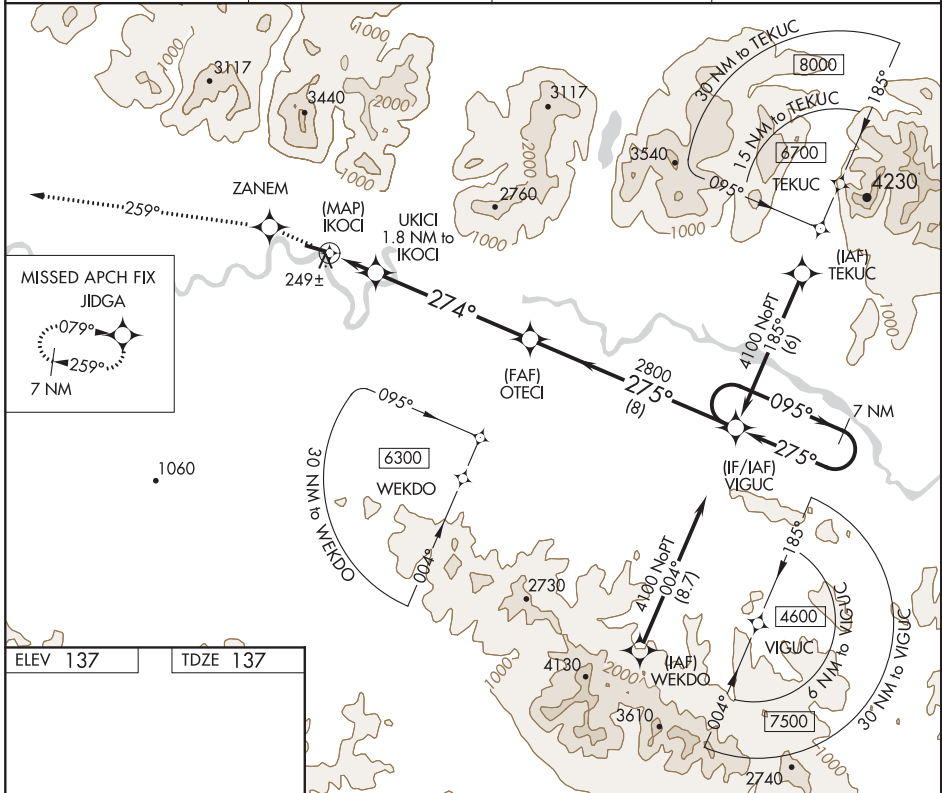 1000
1000
3117
3440
2000
1000
1000
3117
2000
2760
1000
30 NM to TEKUC
8000
185°
15 NM to TEKUC
6700
3540
TEKUC
4230
095°
1000
1000
259°
ZANEM
(MAP)
IKOCI
UKICI
1.8 NM to
IKOCI
249±
(IAF)
TEKUC
MISSED APCH FIX
JIDGA
079°
259°
7 NM
274°
(FAF)
OTECI
2800
275°
(8)
4100 NoPT
185°
(6)
095°
7 NM
275°
(IF/IAF)
VIGUC
095°
6300
WEKDO
30 NM to WEKDO
004°
1060
4100 NoPT
004°
(8.7)
185°
4600
VIGUC
6 NM to VIGUC
30 NM to VIGUC
004°
7500
2730
(IAF)
WEKDO
2000
4130
1000
3610
2740
1000
ELEV 137
TDZE 137